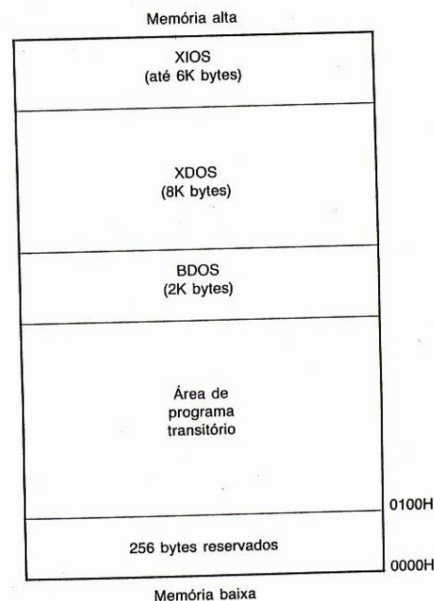 Memória alta
XIOS
(até 6K bytes)
XDOS
(8K bytes)
BDOS
(2K bytes)
Área de
programa
transitório
0100H
256 bytes reservados
0000H
Memória baixa